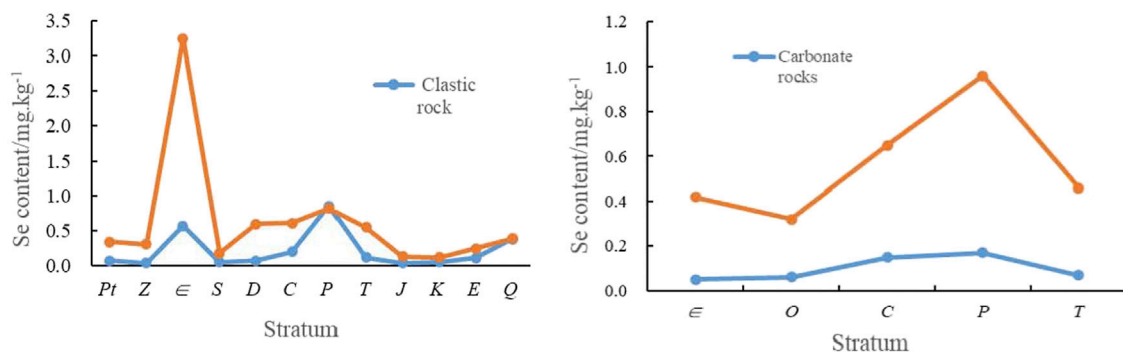 Se content/mg.kg-1
3.5
3.0
2.5
2.0
1.5
1.0
0.5
0.0
Clastic
rock
Pt Z ∈ S D C P T J K E Q
Stratum
Se content/mg.kg-1
1.2
1.0
0.8
0.6
0.4
0.2
0.0
Carbonate
rocks
∈ O C P T
Stratum